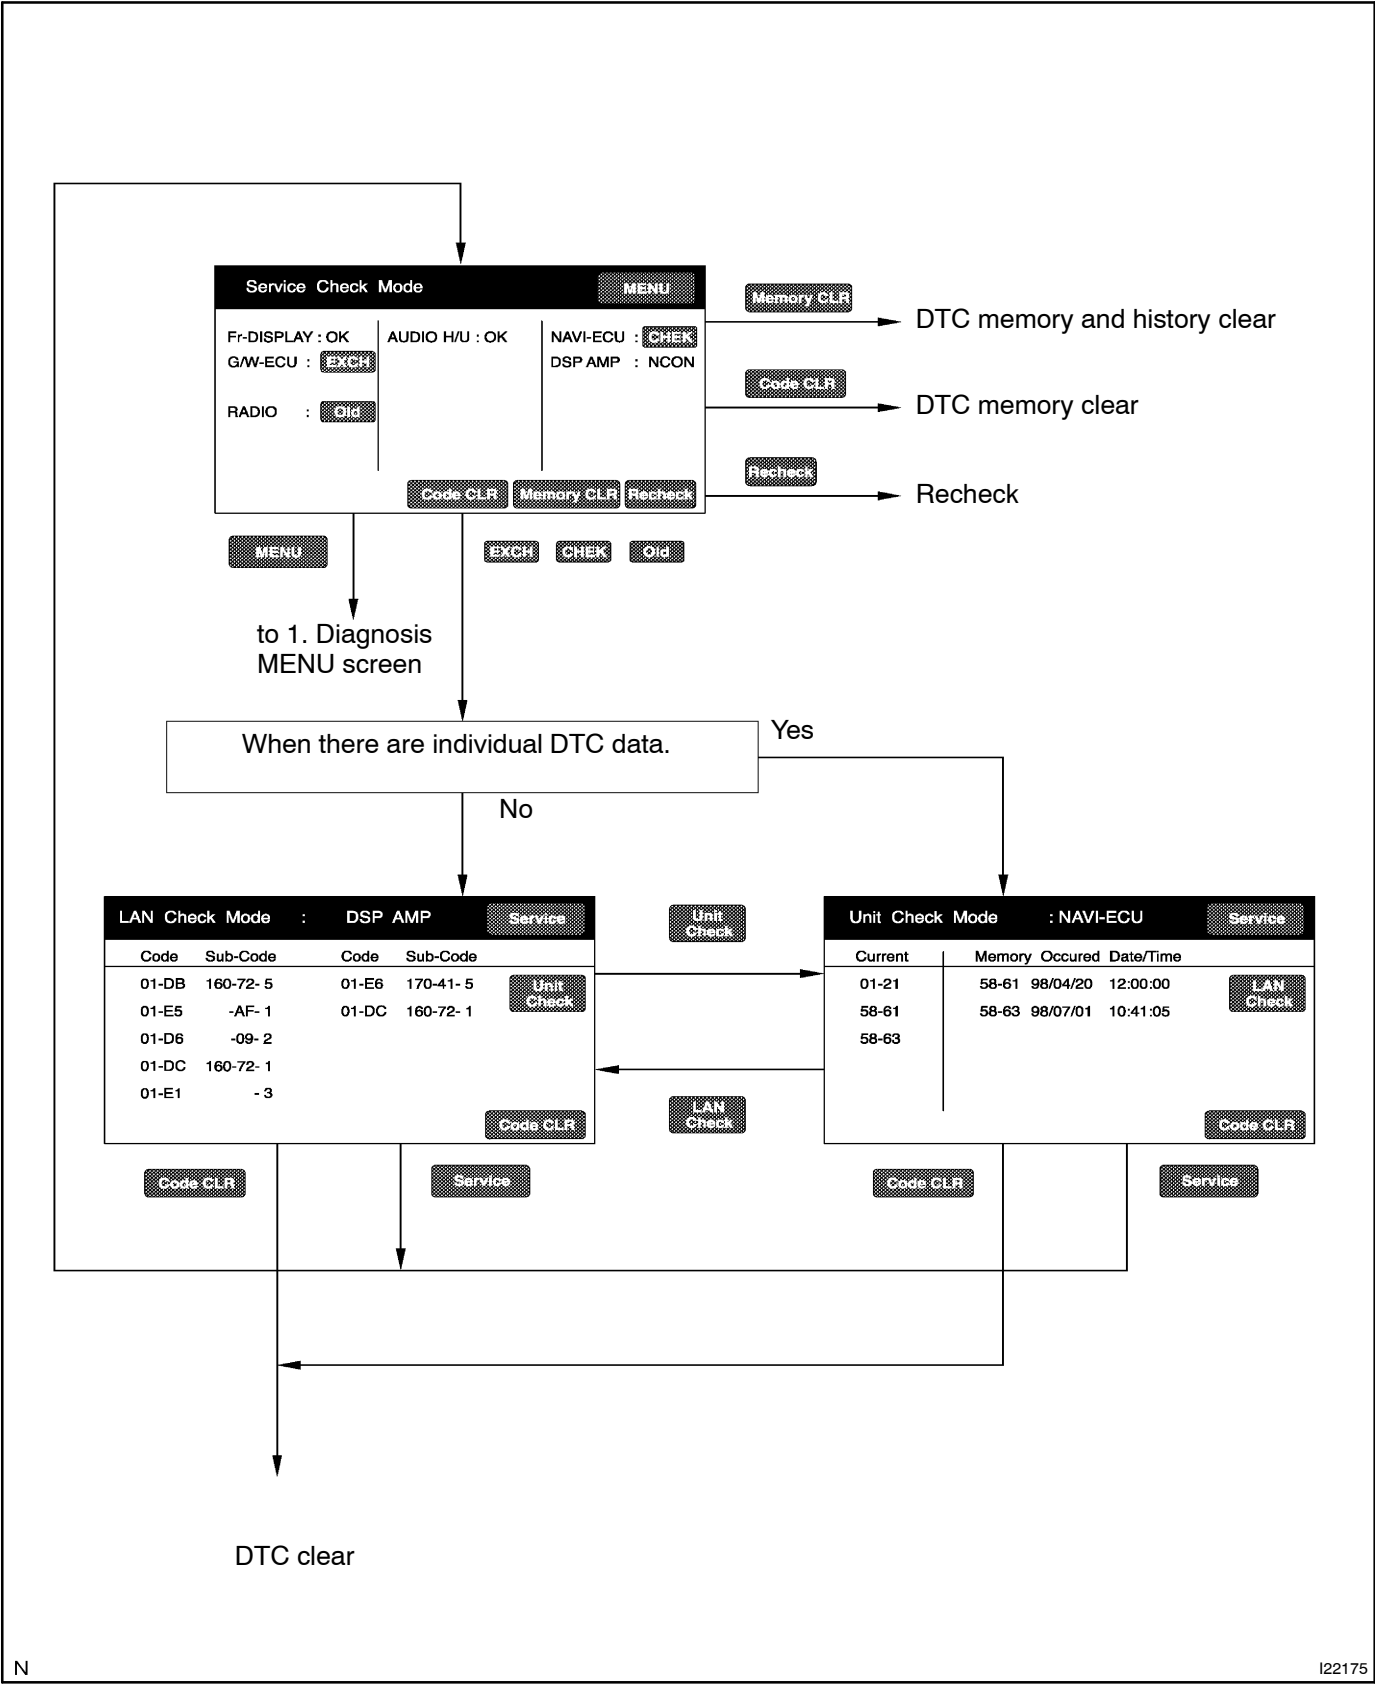 Service Check Mode MENU
Fr-DISPLAY : OK AUDIO H/U : OK NAVI-ECU : CHEK
G/W-ECU : EXCH DSP AMP : NCON
RADIO : Old
Code CLR Memory CLR Recheck
Memory CLR
DTC memory and history clear
Code CLR
DTC memory clear
Recheck
Recheck
MENU
EXCH CHEK Old
to 1. Diagnosis
MENU screen
When there are individual DTC data.
Yes
No
LAN Check Mode : DSP AMP Service
Code Sub-Code Code Sub-Code
01-DB 160-72- 5 01-E6 170-41- 5
Unit
Check
01-E5 -AF- 1 01-DC 160-72- 1
01-D6 -09- 2
01-DC 160-72- 1
01-E1 - 3
Code CLR
Unit
Check
LAN
Check
Unit Check Mode : NAVI-ECU Service
Current Memory Occured Date/Time
01-21 58-61 98/04/20 12:00:00
LAN
Check
58-61 58-63 98/07/01 10:41:05
58-63
Code CLR
Code CLR Service
Code CLR Service
DTC clear
N
I22175